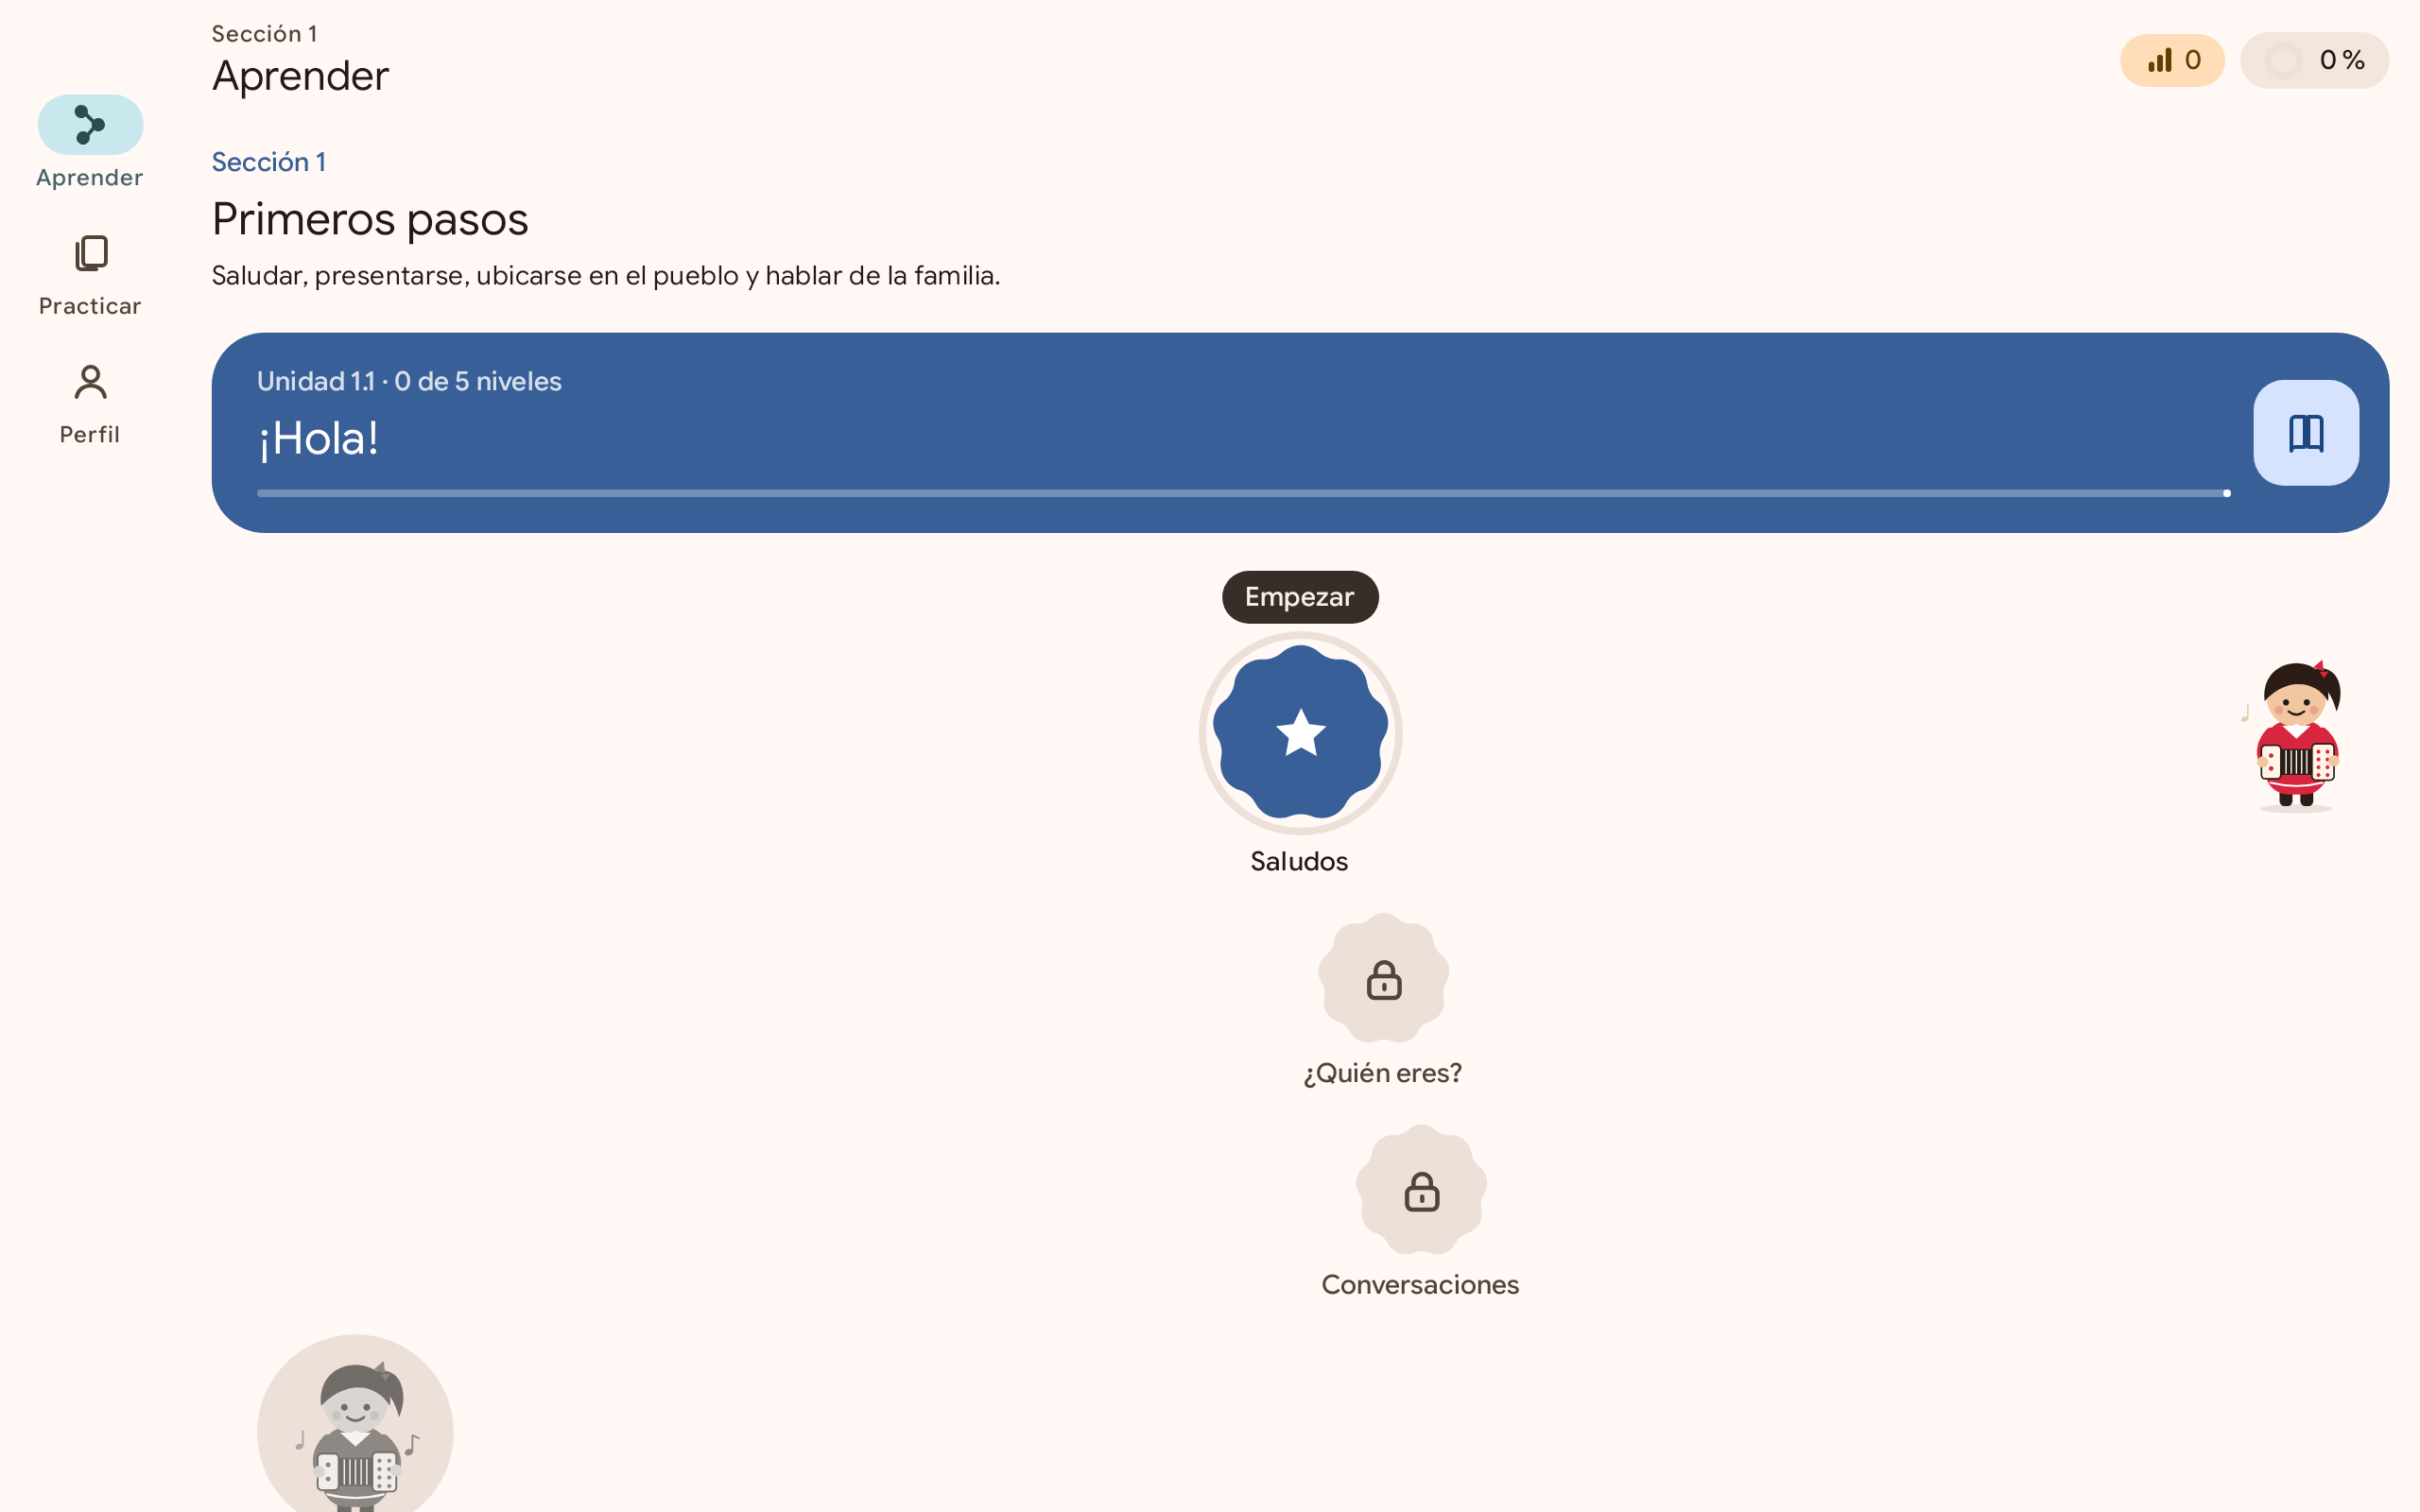 Sección 1
Aprender
0
0 %
Aprender
Practicar
Perfil
Sección 1
Primeros pasos
Saludar, presentarse, ubicarse en el pueblo y hablar de la familia.
Unidad 1.1 · 0 de 5 niveles
¡Hola!
Empezar
Saludos
¿Quién eres?
Conversaciones